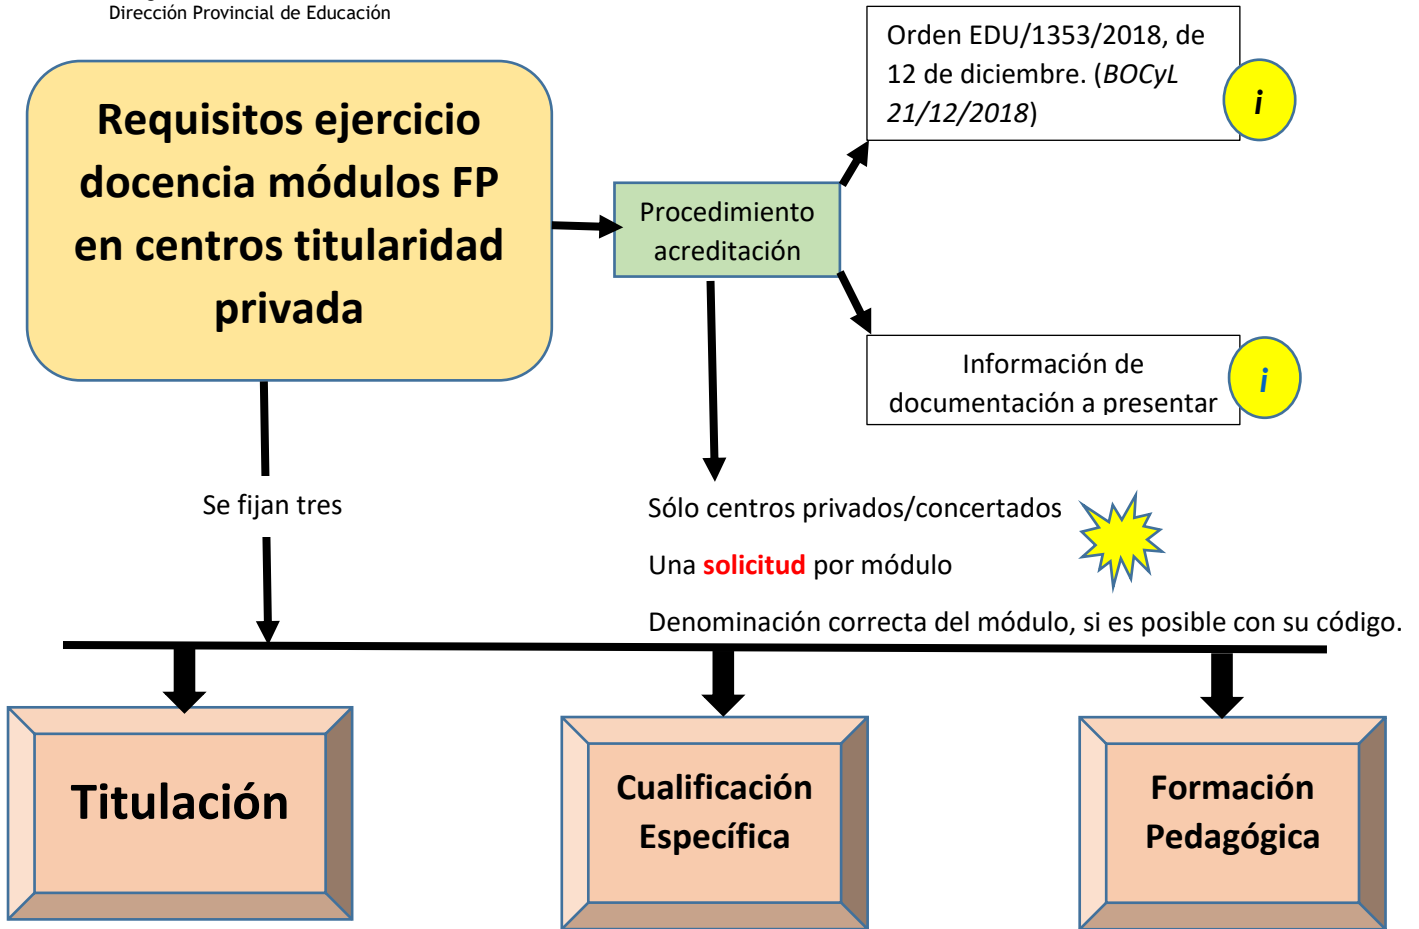 Dirección Provincial de Educación
Requisitos ejercicio
docencia módulos FP
en centros titularidad
privada
Procedimiento
acreditación
Orden EDU/1353/2018, de
12 de diciembre. (BOCyL
21/12/2018)
i
Información de
documentación a presentar
i
Se fijan tres
Sólo centros privados/concertados
Una solicitud por módulo
Denominación correcta del módulo, si es posible con su código.
Titulación
Cualificación
Específica
Formación
Pedagógica